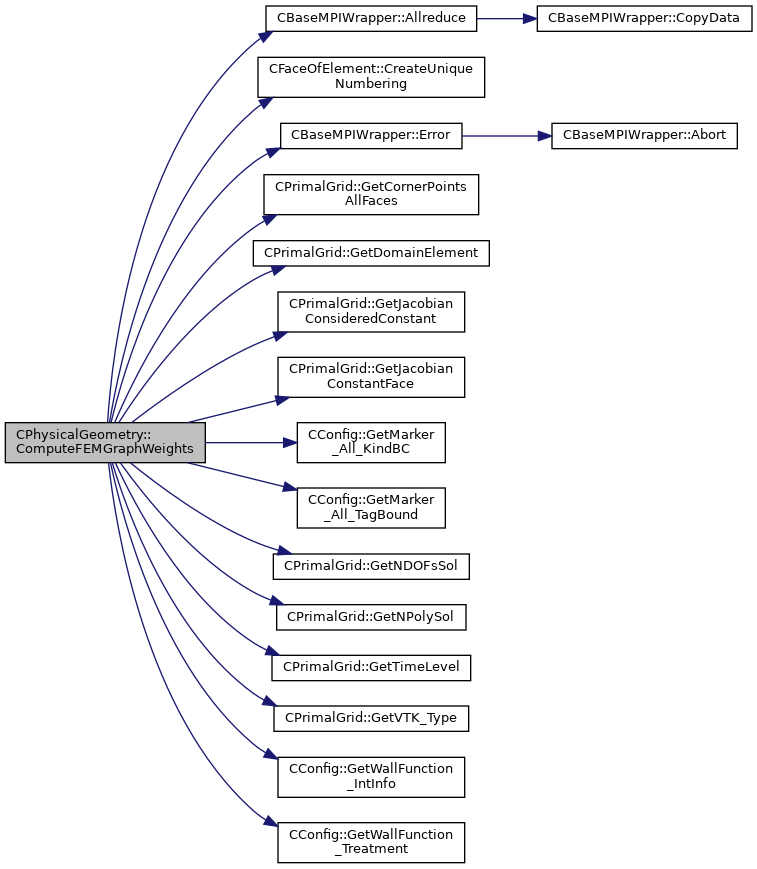 CBaseMPIWrapper::Allreduce
CBaseMPIWrapper::CopyData
CFaceOfElement::CreateUnique
Numbering
CBaseMPIWrapper::Error
CBaseMPIWrapper::Abort
CPrimalGrid::GetCornerPoints
AllFaces
CPrimalGrid::GetDomainElement
CPrimalGrid::GetJacobian
ConsideredConstant
CPrimalGrid::GetJacobian
ConstantFace
CPhysicalGeometry::
ComputeFEMGraphWeights
CConfig::GetMarker
_All_KindBC
CConfig::GetMarker
_All_TagBound
CPrimalGrid::GetNDOFsSol
CPrimalGrid::GetNPolySol
CPrimalGrid::GetTimeLevel
CPrimalGrid::GetVTK_Type
CConfig::GetWallFunction
_IntInfo
CConfig::GetWallFunction
_Treatment